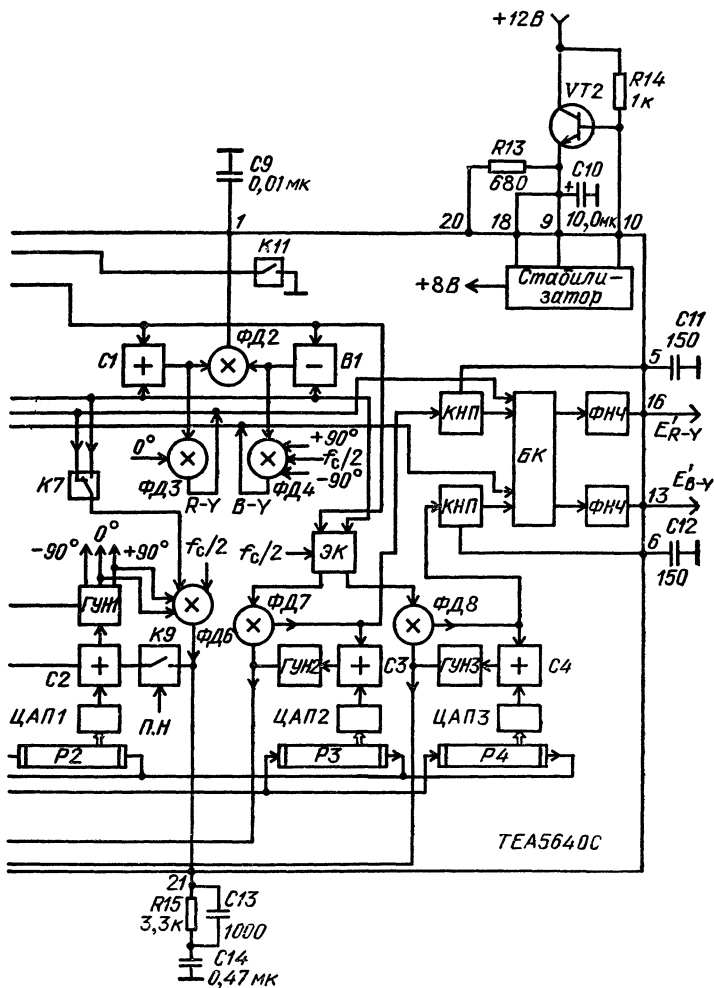 +12В
R14
1к
VT2
R13
680
C10
+
10,0мк
C9
0,01мк
1
20
18
9
10
К11
+8В
Стабили-
затор
C11
150
5
С1
+
ФД2
×
В1
−
КНП
16
ФНЧ
E′R-Y
0°
×
ФД3
R-Y
B-Y
×
ФД4
+90°
fc/2
-90°
БК
К7
КНП
ФНЧ
13
E′B-Y
6
C12
150
-90°
0°
+90°
fc/2
fc/2
ЭК
ГУН1
×
ФД6
×
ФД7
×
ФД8
К9
С2
+
ГУН2
+
С3
ГУН3
+
С4
ЦАП1
П.Н
ЦАП2
ЦАП3
Р2
Р3
Р4
TEA5640C
21
R15
3,3к
C13
1000
C14
0,47мк